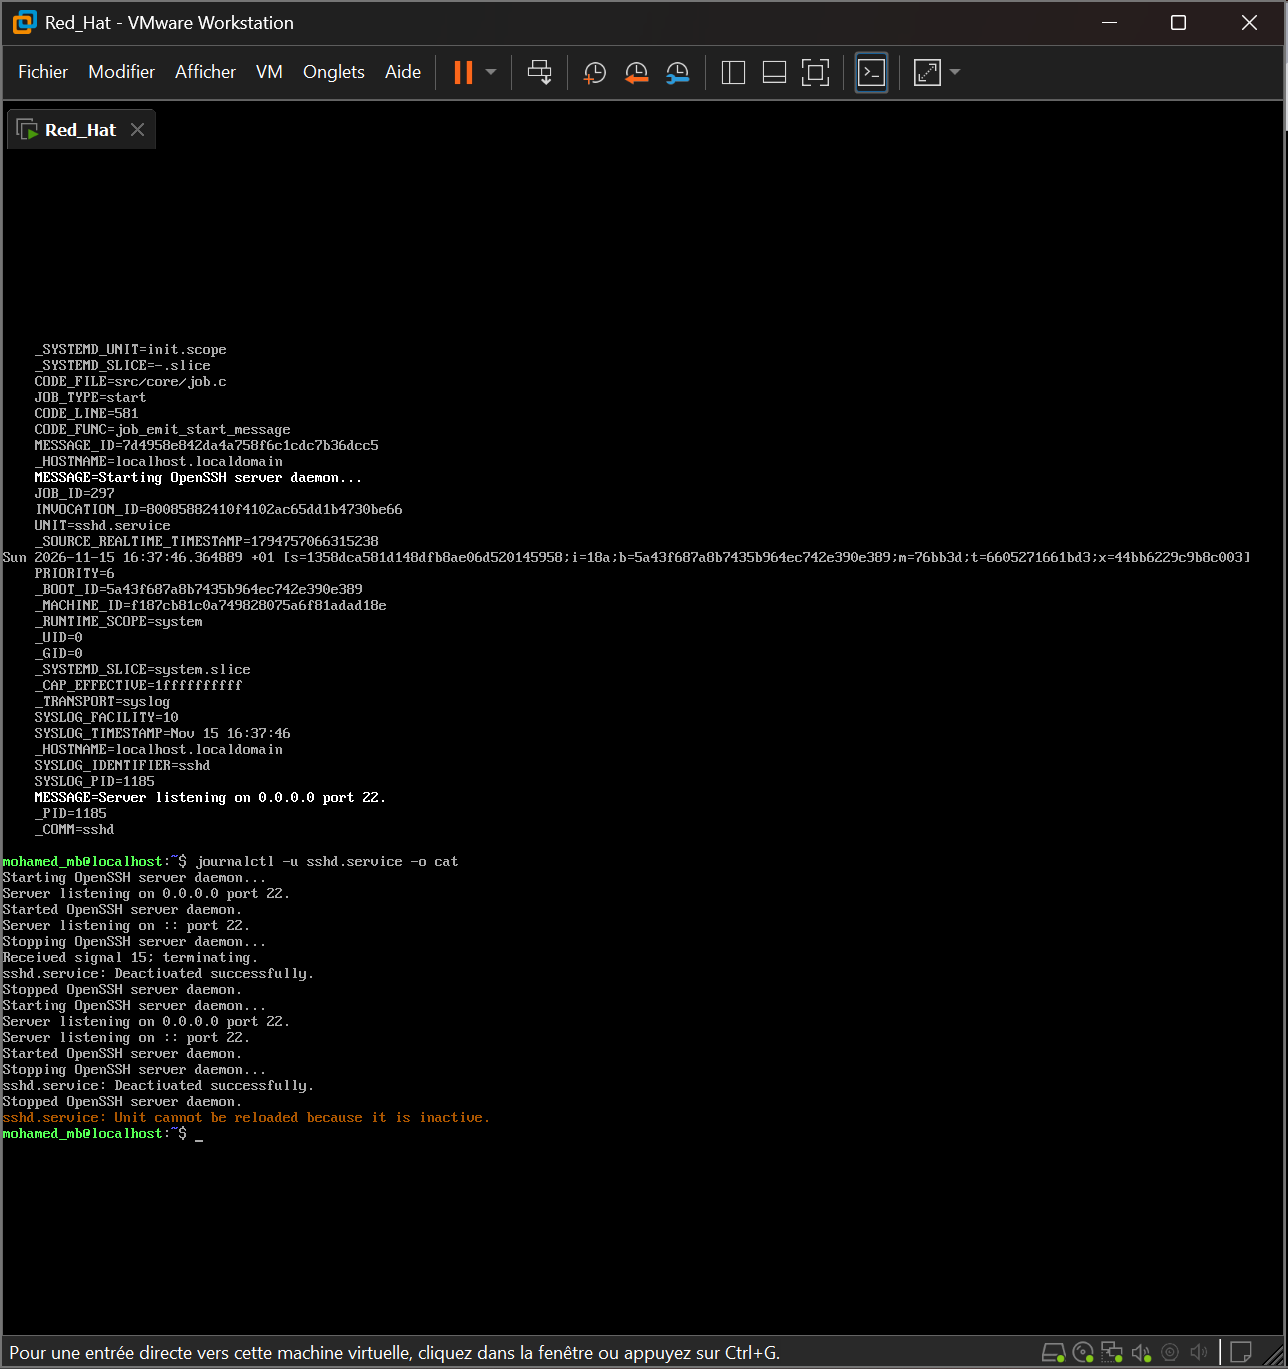 Red_Hat - VMware Workstation
Fichier Modifier Afficher VM Onglets Aide
Red_Hat
_SYSTEMD_UNIT=init.scope
_SYSTEMD_SLICE=-.slice
CODE_FILE=src/core/job.c
JOB_TYPE=start
CODE_LINE=581
CODE_FUNC=job_emit_start_message
MESSAGE_ID=7d4958e842da4a758f6c1cdc7b36dcc5
_HOSTNAME=localhost.localdomain
MESSAGE=Starting OpenSSH server daemon...
JOB_ID=297
INVOCATION_ID=80085882410f4102ac65dd1b4730be66
UNIT=sshd.service
_SOURCE_REALTIME_TIMESTAMP=1794757066315238
Sun 2026-11-15 16:37:46.364889 +01 [s=1358dca581d148dfb8ae06d520145958;i=18a;b=5a43f687a8b7435b964ec742e390e389;m=76bb3d;t=6605271661bd3;x=44bb6229c9b8c003]
PRIORITY=6
_BOOT_ID=5a43f687a8b7435b964ec742e390e389
_MACHINE_ID=f187cb81c0a749828075a6f81adad18e
_RUNTIME_SCOPE=system
_UID=0
_GID=0
_SYSTEMD_SLICE=system.slice
_CAP_EFFECTIVE=1ffffffffff
_TRANSPORT=syslog
SYSLOG_FACILITY=10
SYSLOG_TIMESTAMP=Nov 15 16:37:46
_HOSTNAME=localhost.localdomain
SYSLOG_IDENTIFIER=sshd
SYSLOG_PID=1185
MESSAGE=Server listening on 0.0.0.0 port 22.
_PID=1185
_COMM=sshd
mohamed_mb@localhost:~$ journalctl -u sshd.service -o cat
Starting OpenSSH server daemon...
Server listening on 0.0.0.0 port 22.
Started OpenSSH server daemon.
Server listening on :: port 22.
Stopping OpenSSH server daemon...
Received signal 15; terminating.
sshd.service: Deactivated successfully.
Stopped OpenSSH server daemon.
Starting OpenSSH server daemon...
Server listening on 0.0.0.0 port 22.
Server listening on :: port 22.
Started OpenSSH server daemon.
Stopping OpenSSH server daemon...
sshd.service: Deactivated successfully.
Stopped OpenSSH server daemon.
sshd.service: Unit cannot be reloaded because it is inactive.
mohamed_mb@localhost:~$ _
Pour une entrée directe vers cette machine virtuelle, cliquez dans la fenêtre ou appuyez sur Ctrl+G.